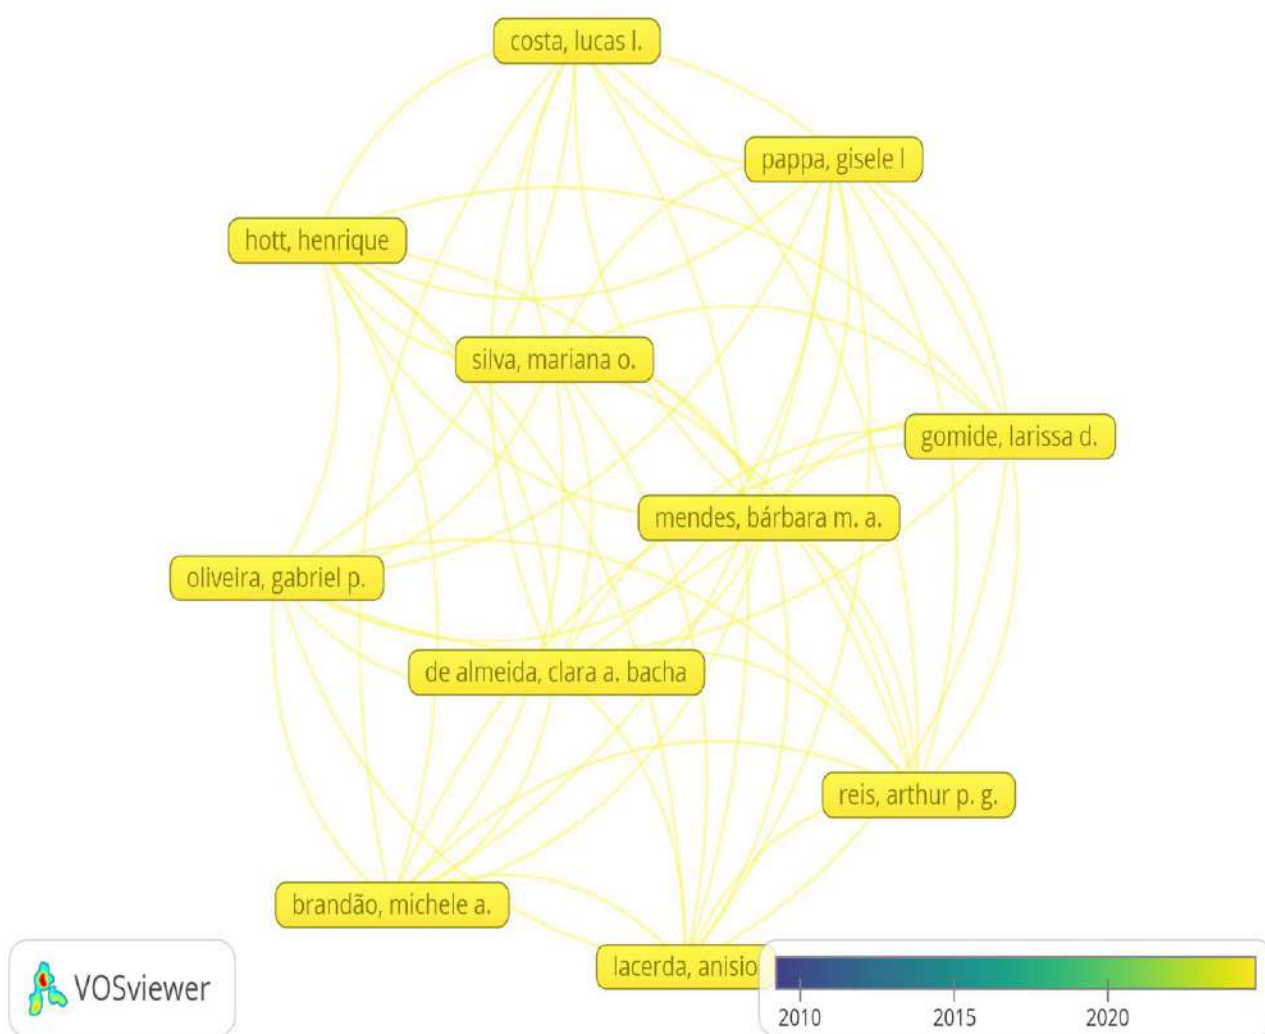 costa, lucas l.
pappa, gisele l
hott, henrique
silva, mariana o.
gomide, larissa d.
mendes, bárbara m. a.
oliveira, gabriel p.
de almeida, clara a. bacha
reis, arthur p. g.
brandão, michele a.
lacerda, anisio
VOSviewer
2010 2015 2020